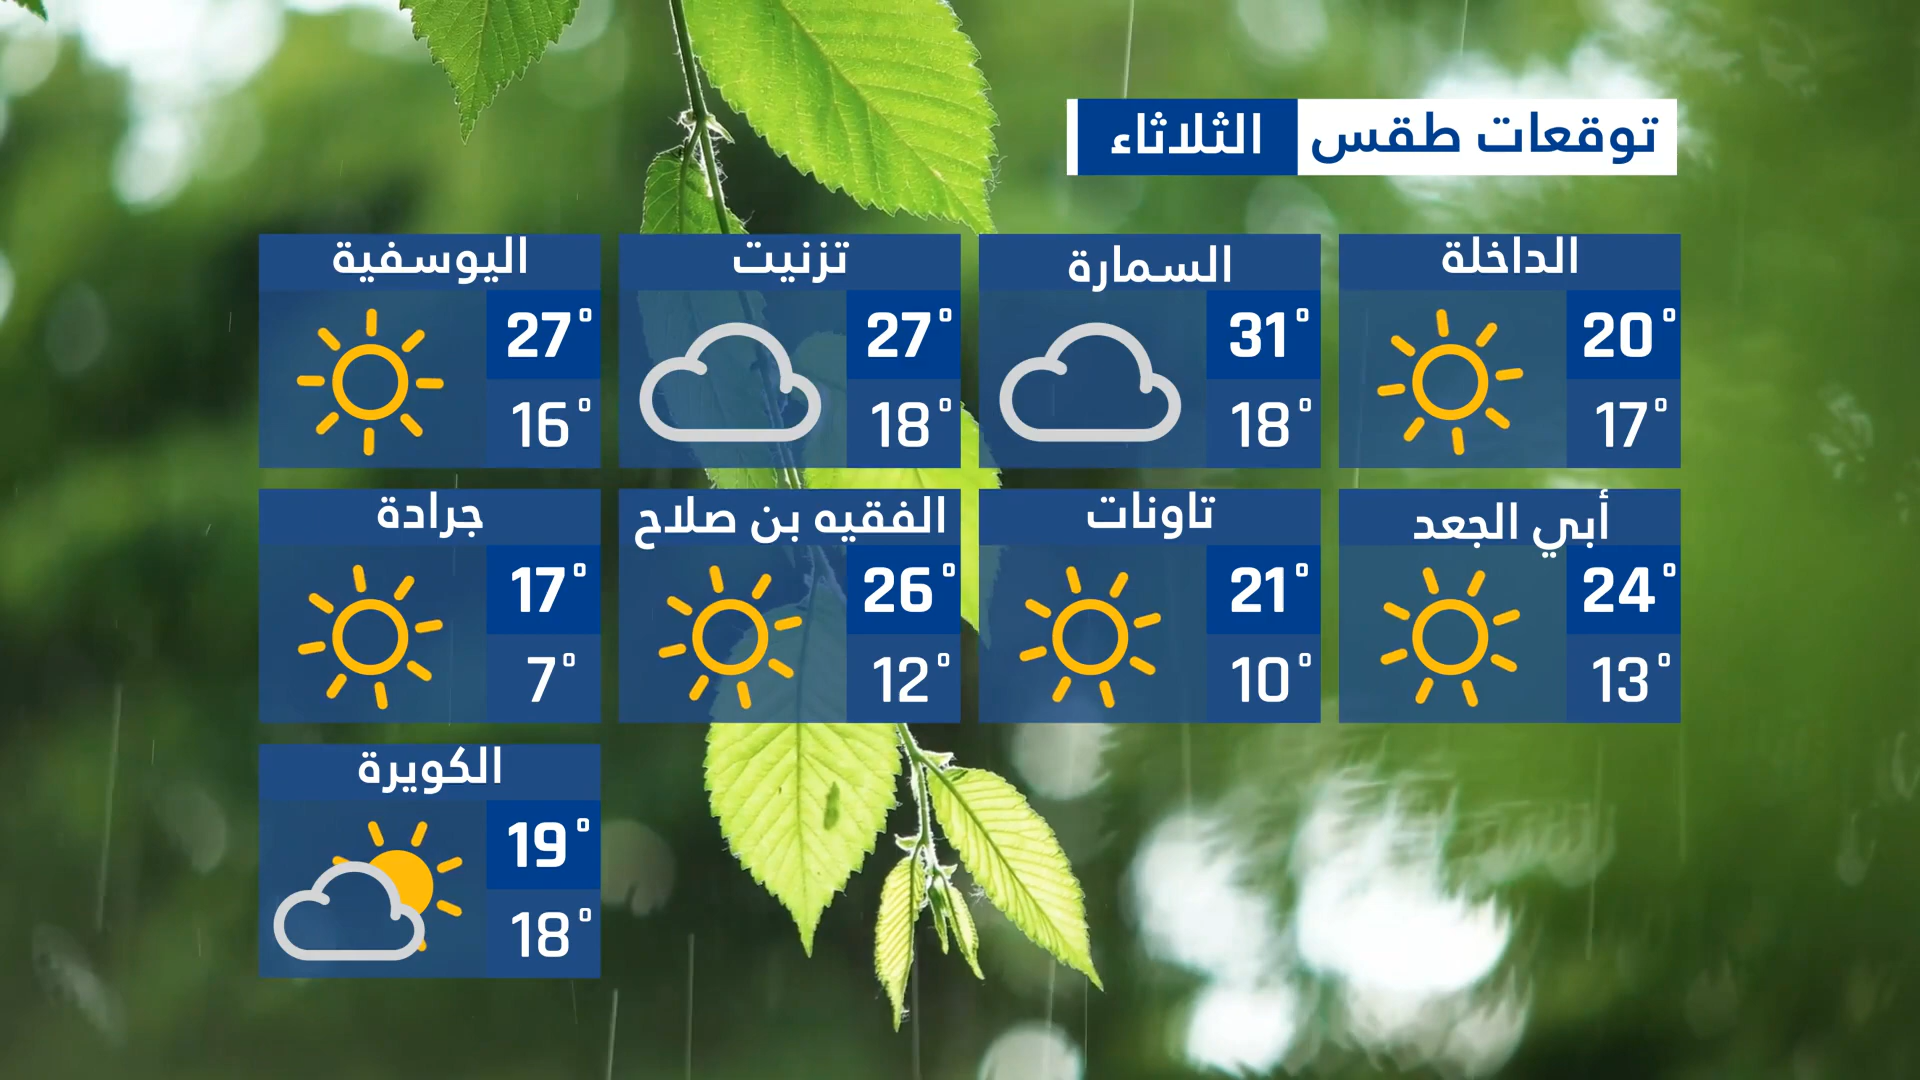 توقعات طقس الثلاثاء
الداخلة
20°
17°
السمارة
31°
18°
تزنيت
27°
18°
اليوسفية
27°
16°
أبي الجعد
24°
13°
تاونات
21°
10°
الفقيه بن صلاح
26°
12°
جرادة
17°
7°
الكويرة
19°
18°